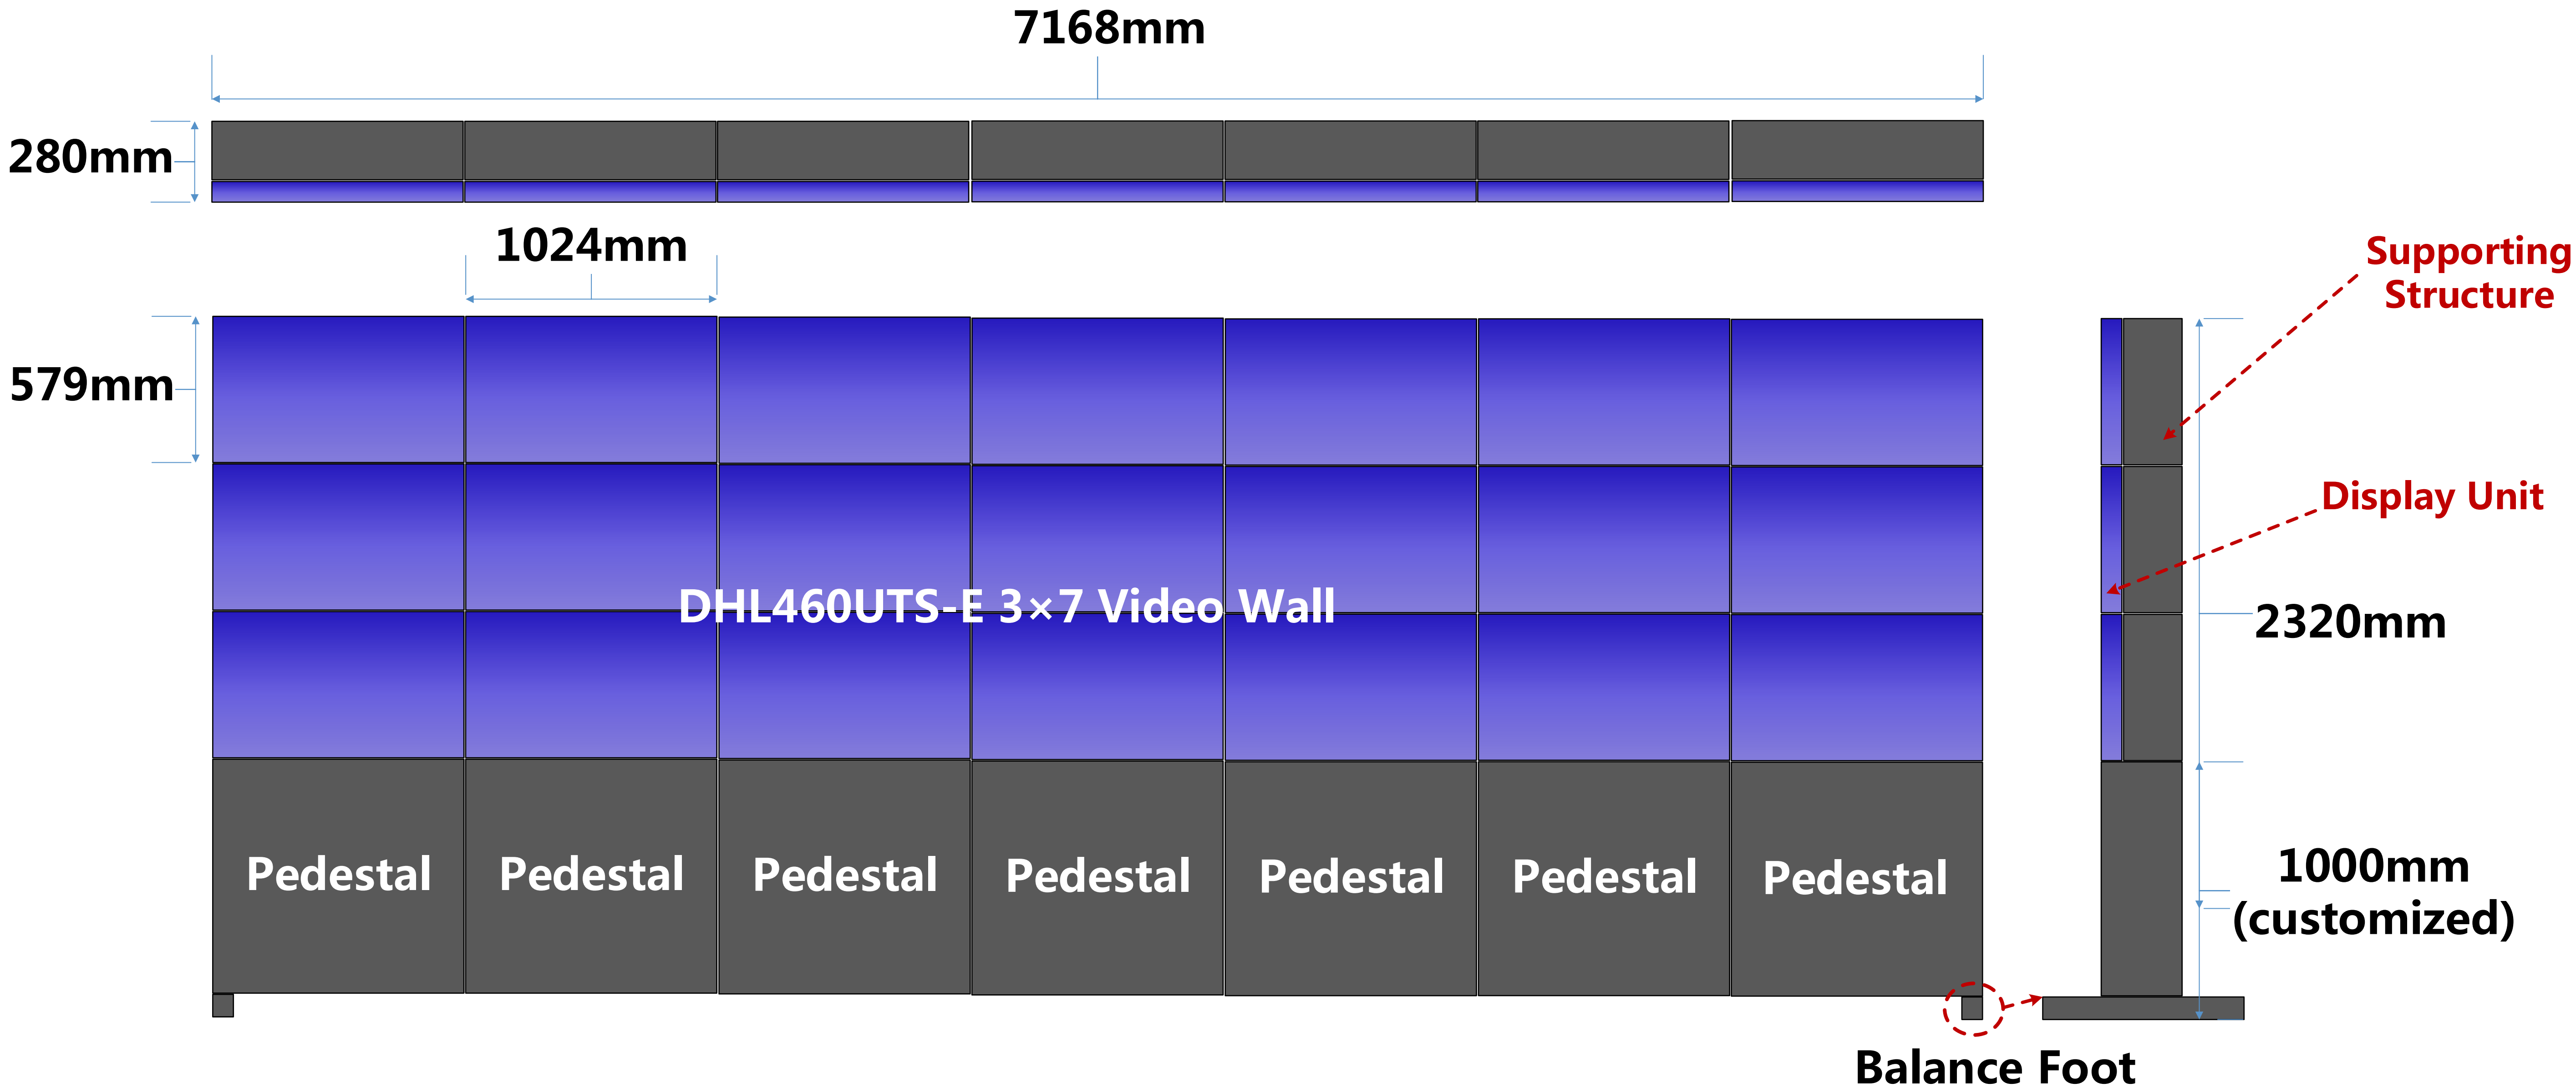 7168mm
280mm
1024mm
Supporting
Structure
579mm
Display Unit
DHL460UTS-E 3×7 Video Wall
2320mm
Pedestal Pedestal Pedestal Pedestal Pedestal Pedestal Pedestal
1000mm
(customized)
Balance Foot